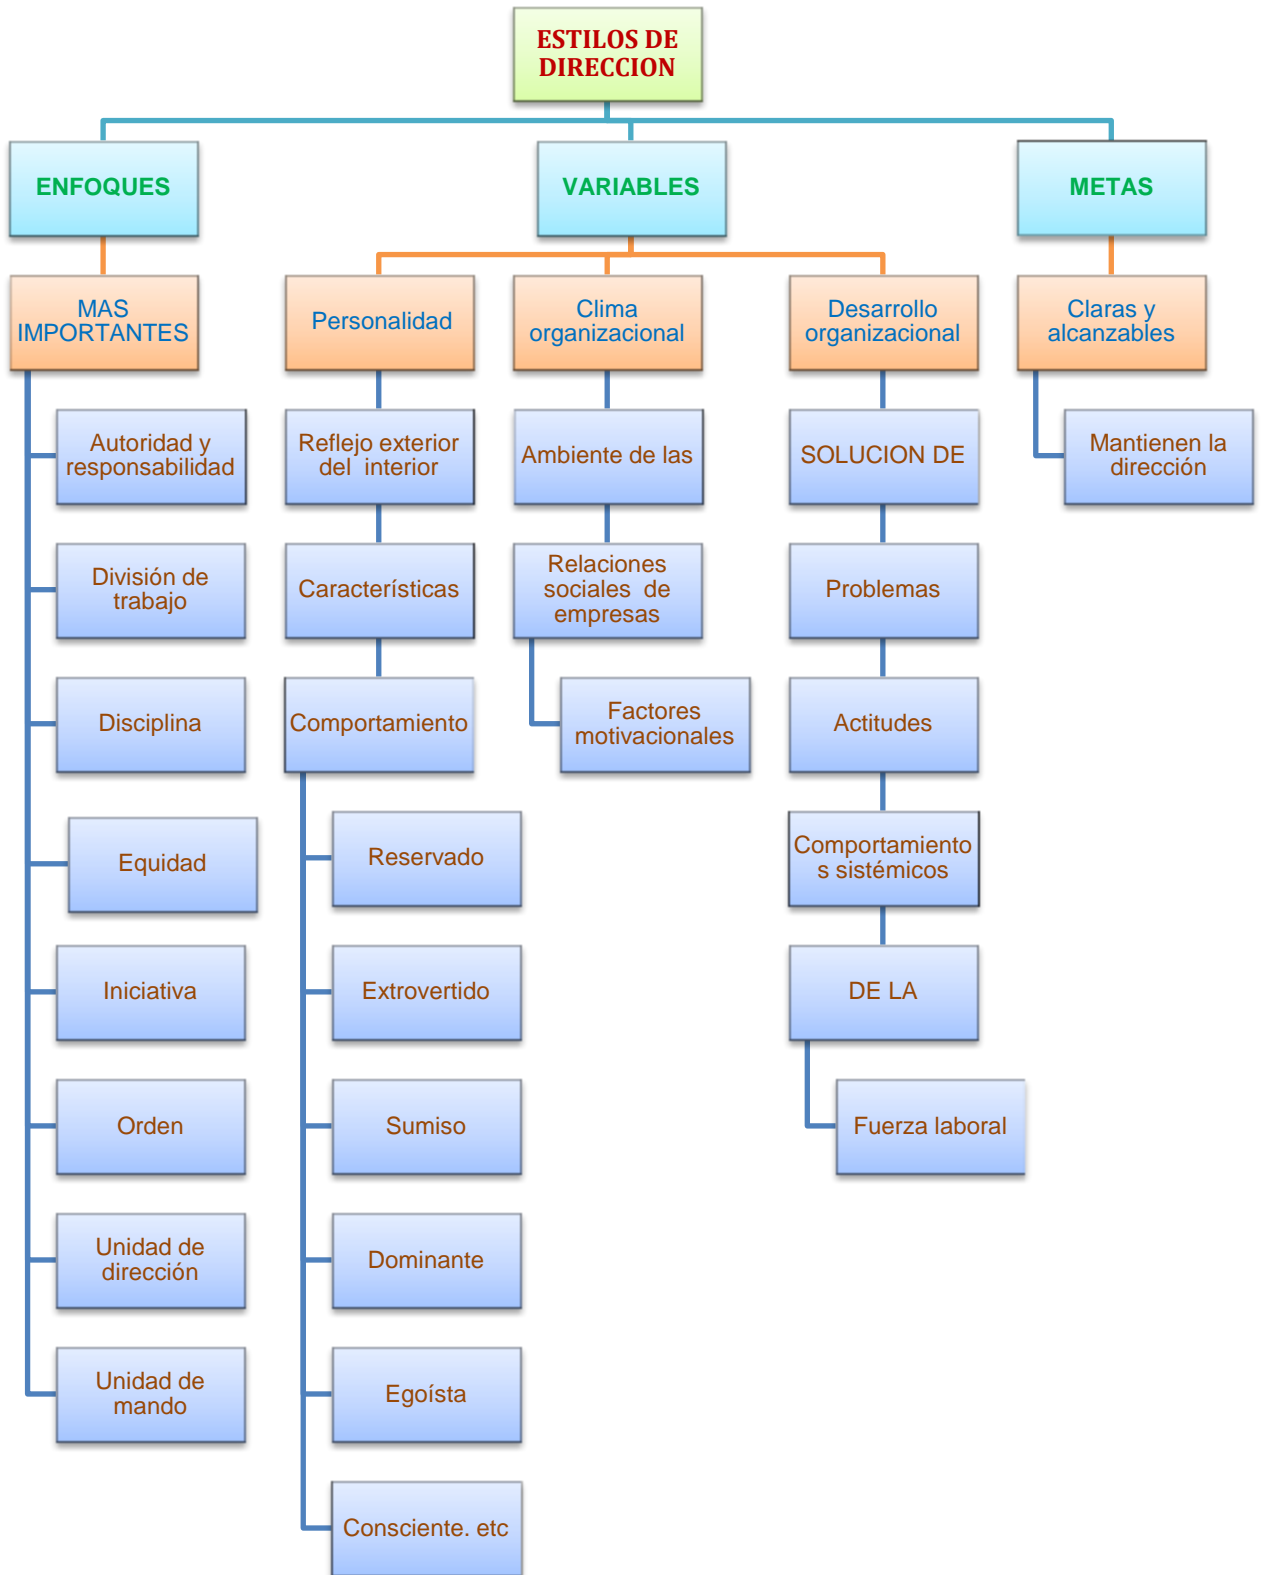 ESTILOS DE
DIRECCION
ENFOQUES
VARIABLES
METAS
MAS
IMPORTANTES
Personalidad
Clima
organizacional
Desarrollo
organizacional
Claras y
alcanzables
Autoridad y
responsabilidad
Reflejo exterior
del interior
Ambiente de las
SOLUCION DE
Mantienen la
dirección
División de
trabajo
Característícas
Relaciones
sociales de
empresas
Problemas
Disciplina
Comportamiento
Factores
motivacionales
Actitudes
Equidad
Reservado
Comportamiento
s sistémicos
Iniciativa
Extrovertido
DE LA
Orden
Sumiso
Fuerza laboral
Unidad de
dirección
Dominante
Unidad de
mando
Egoísta
Consciente. etc